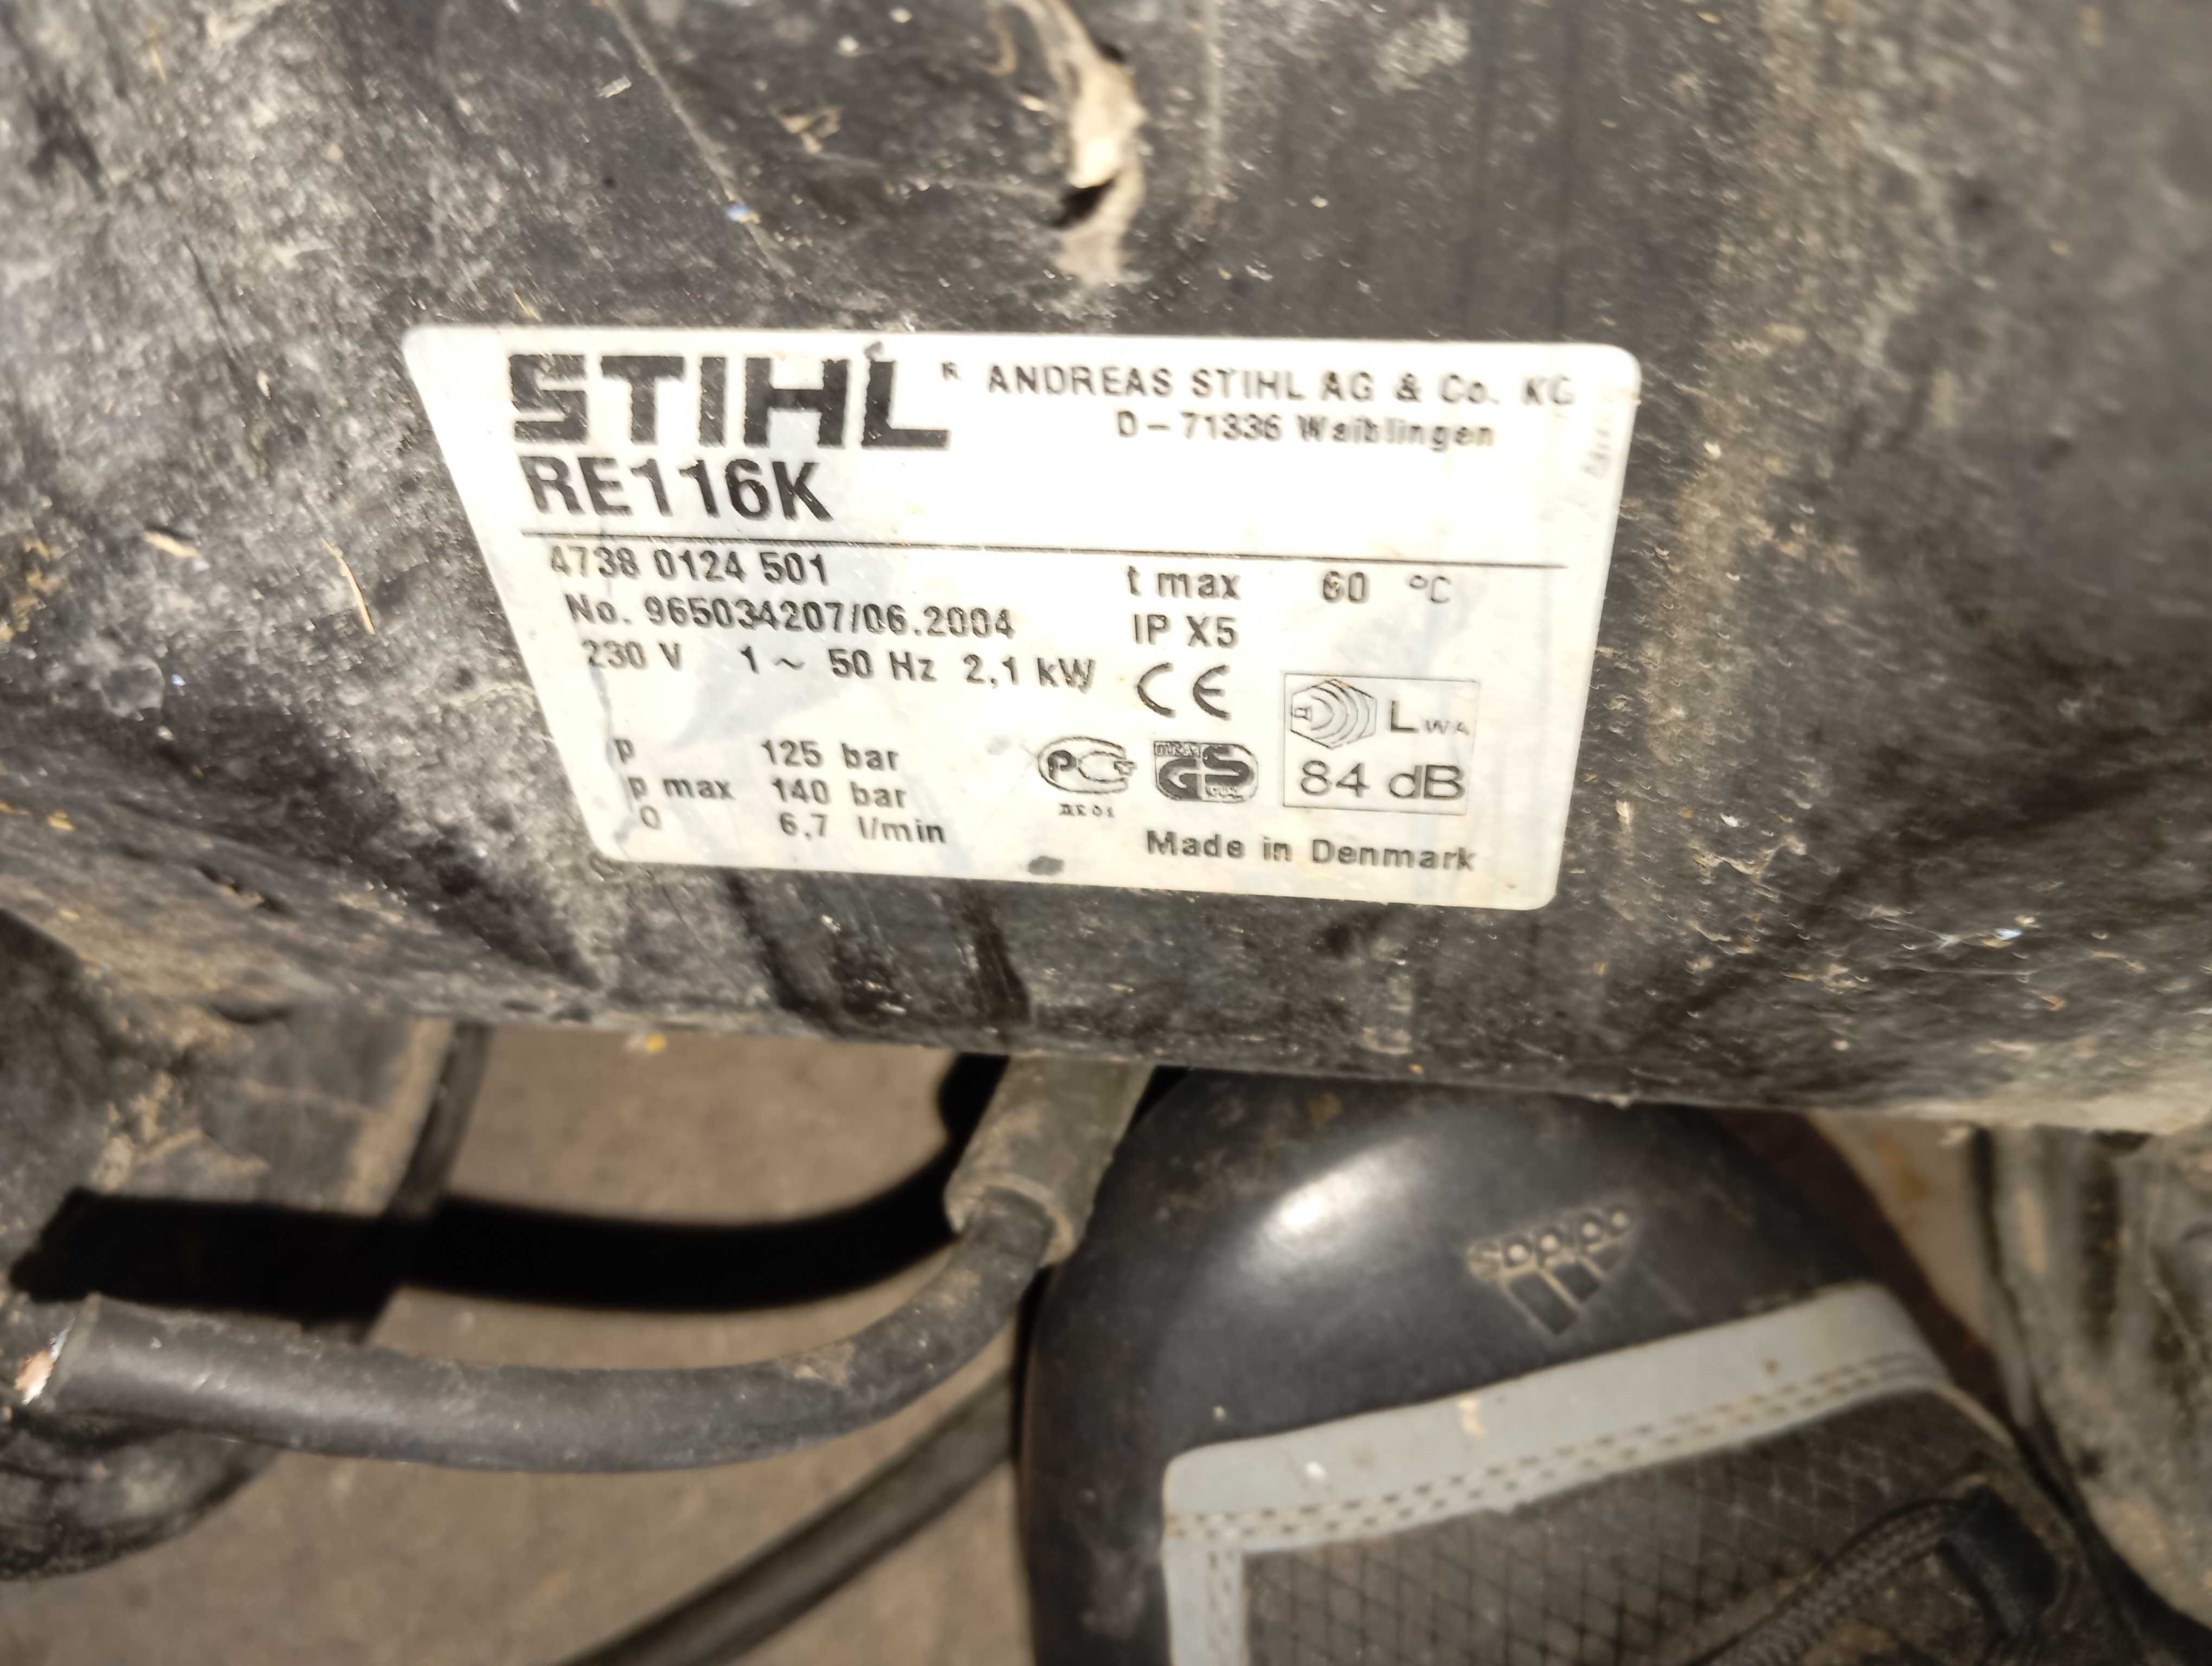 STIHL® ANDREAS STIHL AG & Co. KG
D-71336 Waiblingen
RE116K
4738 0124 501
No. 965034207/06.2004
230 V 1 ~ 50 Hz 2,1 kW
t max 60 °C
IP X5
CE
p 125 bar
p max 140 bar
Q 6,7 l/min
PC
GS
LWA
84 dB
Made in Denmark
adidas